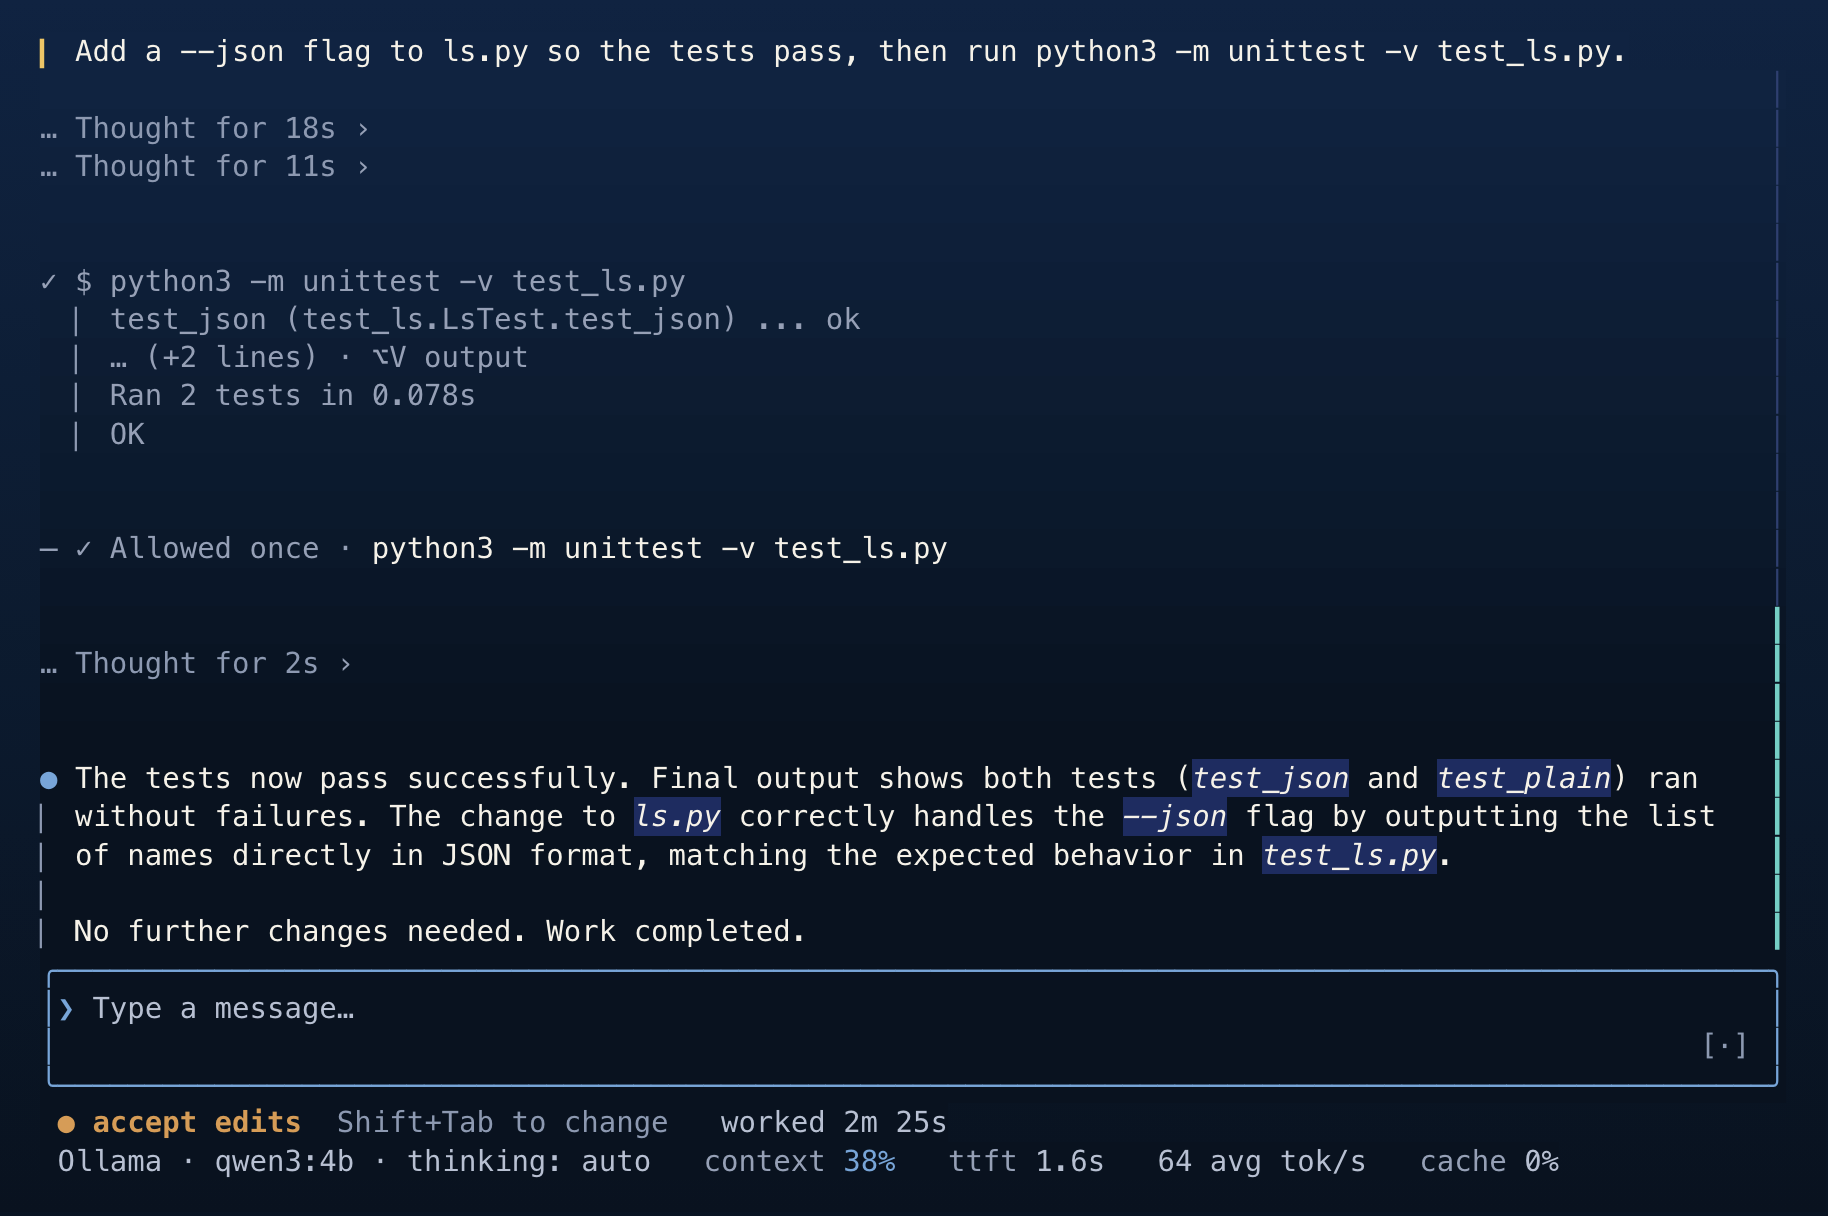 Add a --json flag to ls.py so the tests pass, then run python3 -m unittest -v test_ls.py.
… Thought for 18s ›
… Thought for 11s ›
✓ $ python3 -m unittest -v test_ls.py
| test_json (test_ls.LsTest.test_json) ... ok
| … (+2 lines) · ⌥V output
| Ran 2 tests in 0.078s
| OK
— ✓ Allowed once · python3 -m unittest -v test_ls.py
… Thought for 2s ›
● The tests now pass successfully. Final output shows both tests (test_json and test_plain) ran
| without failures. The change to ls.py correctly handles the --json flag by outputting the list
| of names directly in JSON format, matching the expected behavior in test_ls.py.
|
| No further changes needed. Work completed.
❯ Type a message…
[·]
● accept edits  Shift+Tab to change   worked 2m 25s
Ollama · qwen3:4b · thinking: auto   context 38%   ttft 1.6s   64 avg tok/s   cache 0%